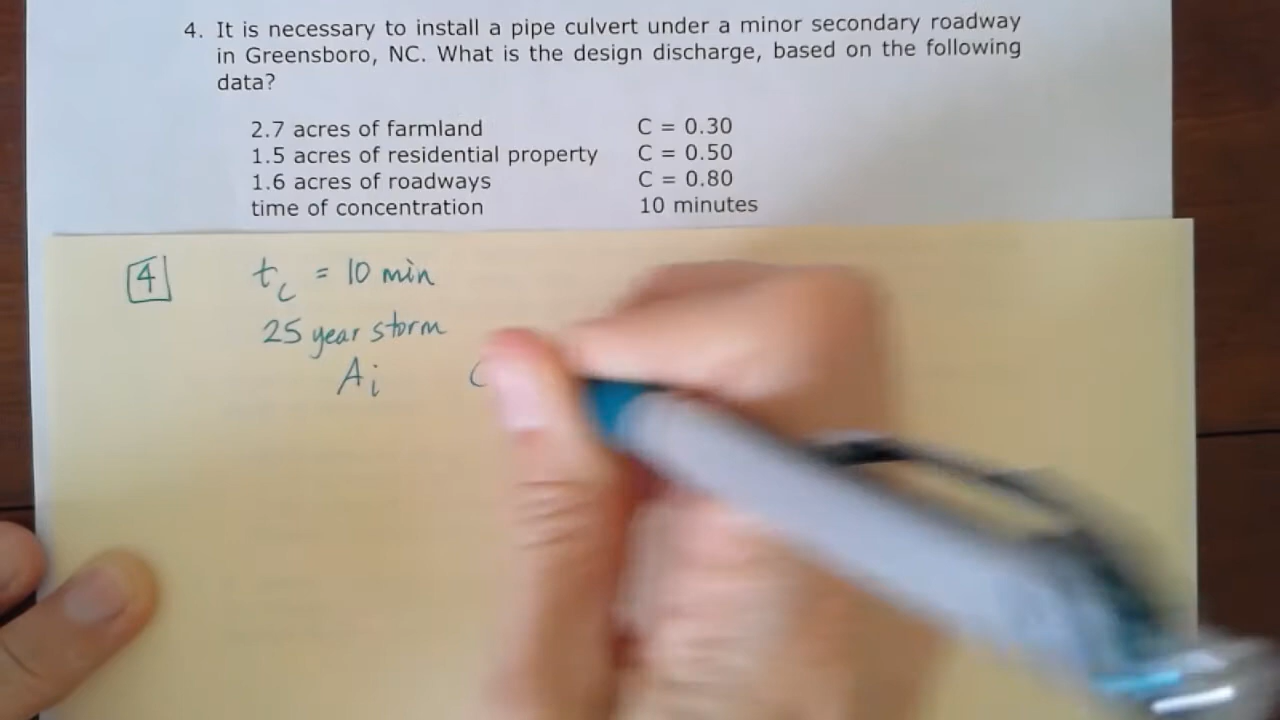 4. It is necessary to install a pipe culvert under a minor secondary roadway
in Greensboro, NC. What is the design discharge, based on the following
data?
2.7 acres of farmland C = 0.30
1.5 acres of residential property C = 0.50
1.6 acres of roadways C = 0.80
time of concentration 10 minutes
4 tc = 10 min
25 year storm
Ai C